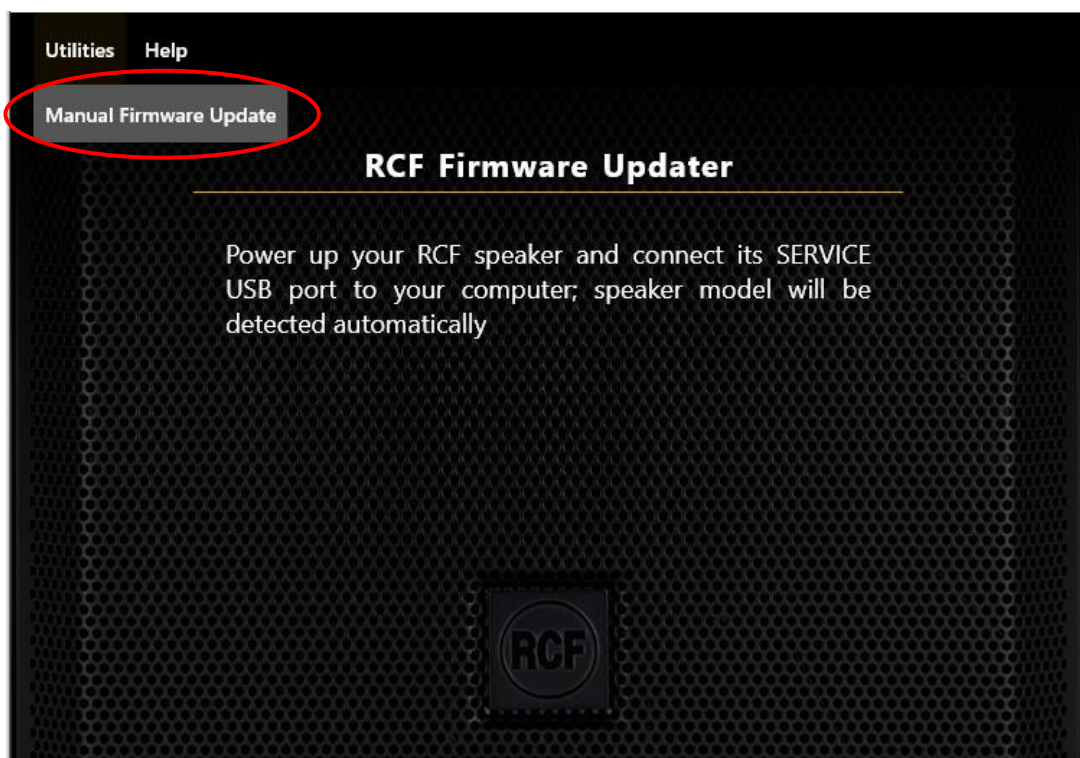 Utilities Help
Manual Firmware Update
RCF Firmware Updater
Power up your RCF speaker and connect its SERVICE
USB port to your computer; speaker model will be
detected automatically
RCF